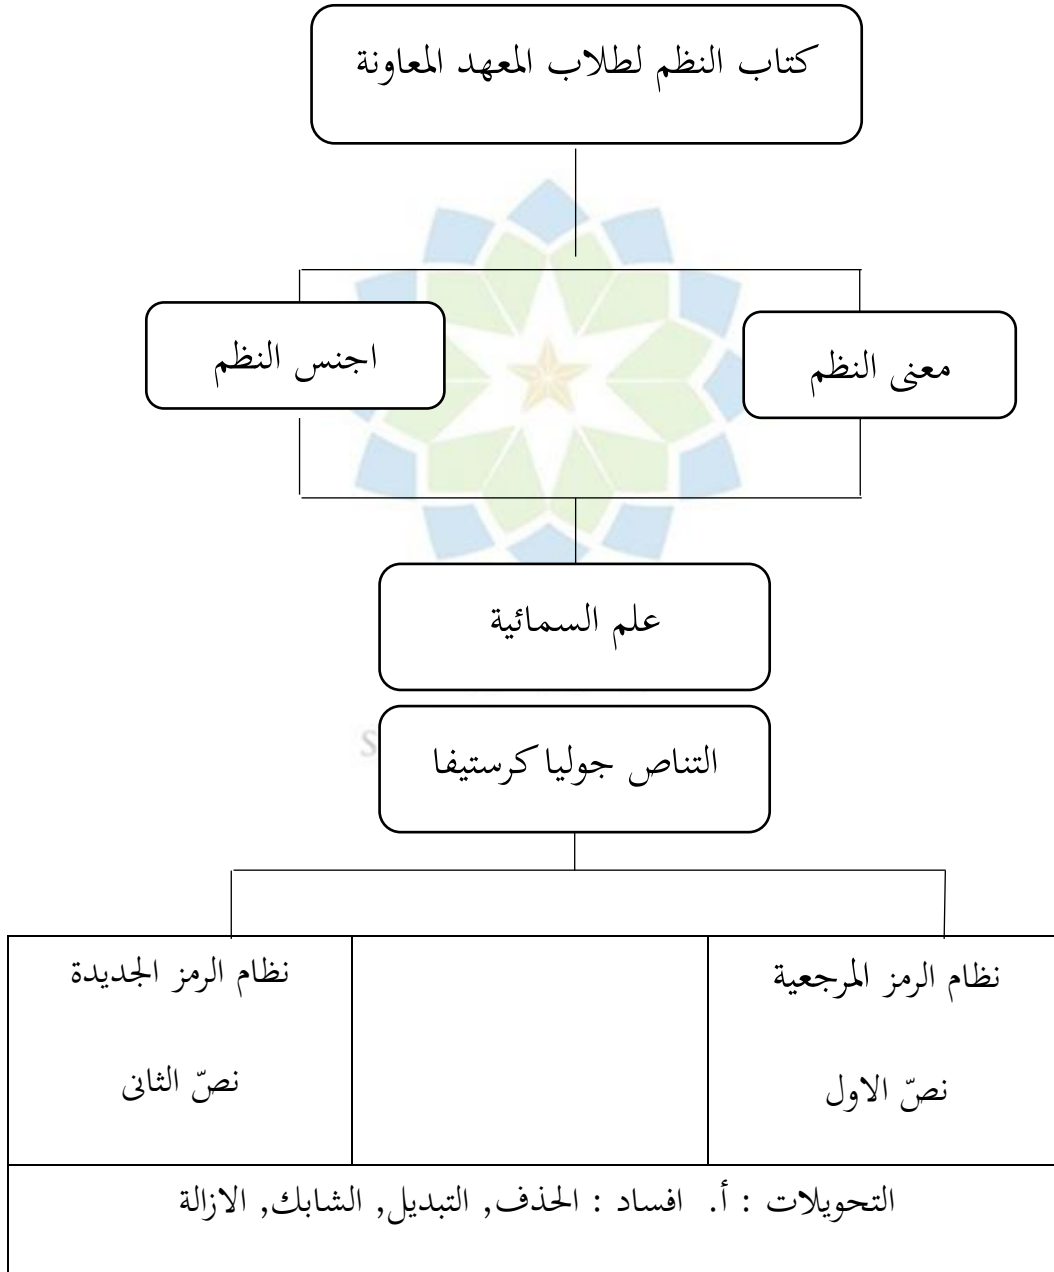 كتاب النظم لطلاب المعهد المعاونة
معنى النظم
اجنس النظم
علم السمائية
S
التناص جوليا كرستيفا
نظام الرمز المرجعية
نصّ الاول
نظام الرمز الجديدة
نصّ الثانى
التحويلات : أ. افساد : الحذف, التبديل, الشابك, الازالة